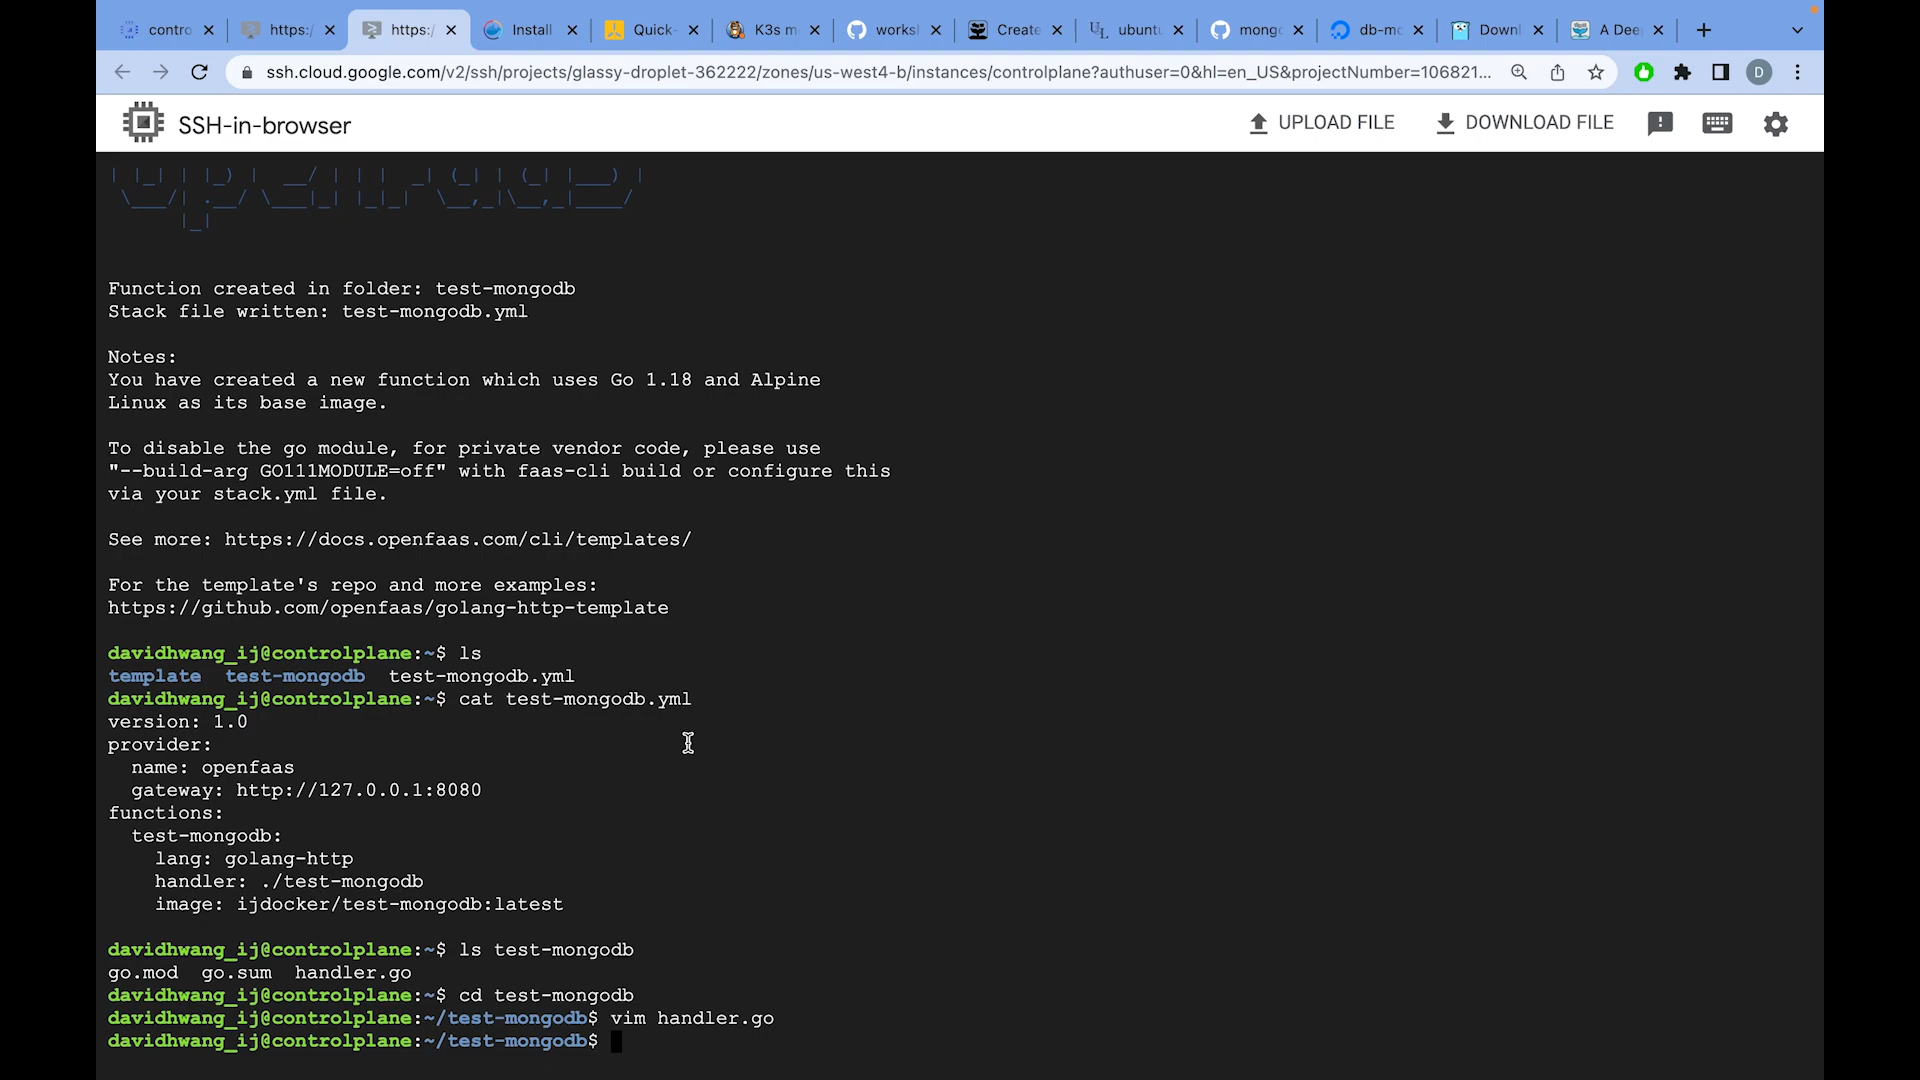 contro
https:/
https:/
Install
Quick-
K3s m
works
Create
ubunt
mong
db-mo
Downl
A Dee
ssh.cloud.google.com/v2/ssh/projects/glassy-droplet-362222/zones/us-west4-b/instances/controlplane?authuser=0&hl=en_US&projectNumber=106821...
D
SSH-in-browser
UPLOAD FILE
DOWNLOAD FILE
Function created in folder: test-mongodb
Stack file written: test-mongodb.yml
Notes:
You have created a new function which uses Go 1.18 and Alpine
Linux as its base image.
To disable the go module, for private vendor code, please use
"--build-arg GO111MODULE=off" with faas-cli build or configure this
via your stack.yml file.
See more: https://docs.openfaas.com/cli/templates/
For the template's repo and more examples:
https://github.com/openfaas/golang-http-template
davidhwang_ij@controlplane:~$ ls
template  test-mongodb  test-mongodb.yml
davidhwang_ij@controlplane:~$ cat test-mongodb.yml
version: 1.0
provider:
  name: openfaas
  gateway: http://127.0.0.1:8080
functions:
  test-mongodb:
    lang: golang-http
    handler: ./test-mongodb
    image: ijdocker/test-mongodb:latest
davidhwang_ij@controlplane:~$ ls test-mongodb
go.mod  go.sum  handler.go
davidhwang_ij@controlplane:~$ cd test-mongodb
davidhwang_ij@controlplane:~/test-mongodb$ vim handler.go
davidhwang_ij@controlplane:~/test-mongodb$